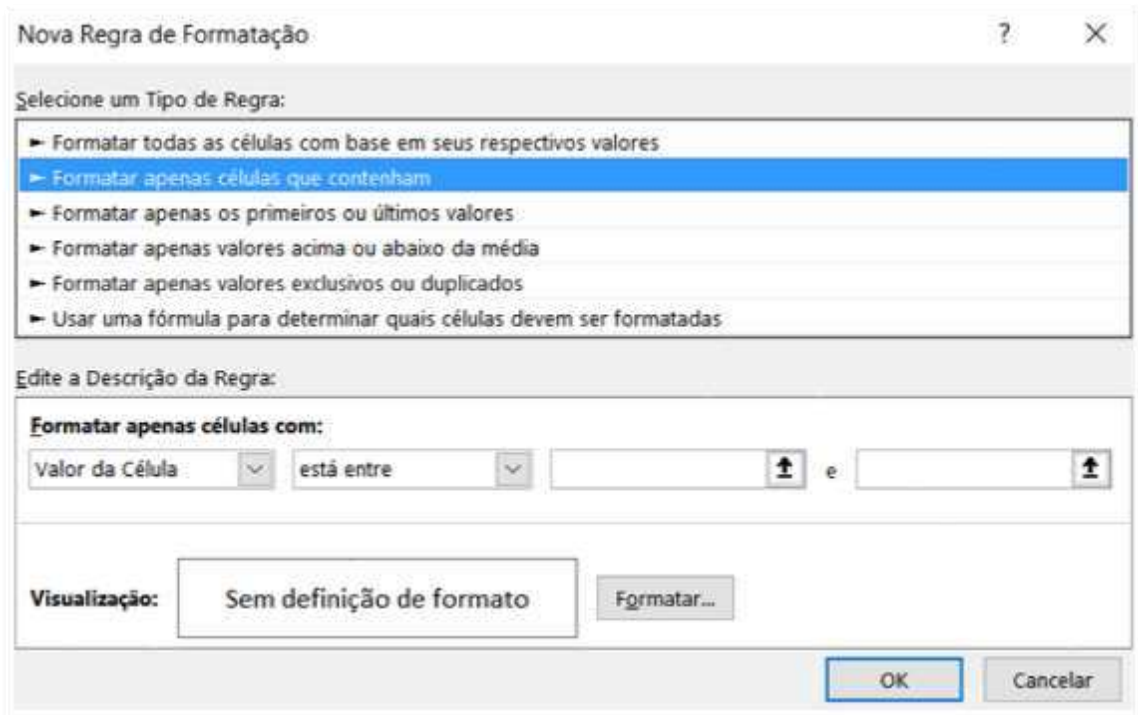 Nova Regra de Formatação ? ×
Selecione um Tipo de Regra:
► Formatar todas as células com base em seus respectivos valores
► Formatar apenas células que contenham
► Formatar apenas os primeiros ou últimos valores
► Formatar apenas valores acima ou abaixo da média
► Formatar apenas valores exclusivos ou duplicados
► Usar uma fórmula para determinar quais células devem ser formatadas
Edite a Descrição da Regra:
Formatar apenas células com:
Valor da Célula está entre e
Visualização: Sem definição de formato Formatar...
OK Cancelar